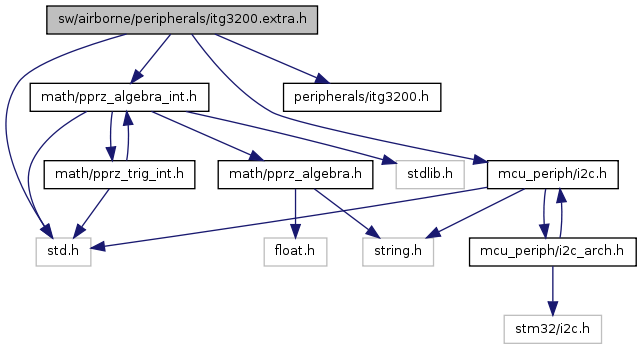 sw/airborne/peripherals/itg3200.extra.h
math/pprz_algebra_int.h
peripherals/itg3200.h
math/pprz_trig_int.h
math/pprz_algebra.h
stdlib.h
mcu_periph/i2c.h
std.h
float.h
string.h
mcu_periph/i2c_arch.h
stm32/i2c.h